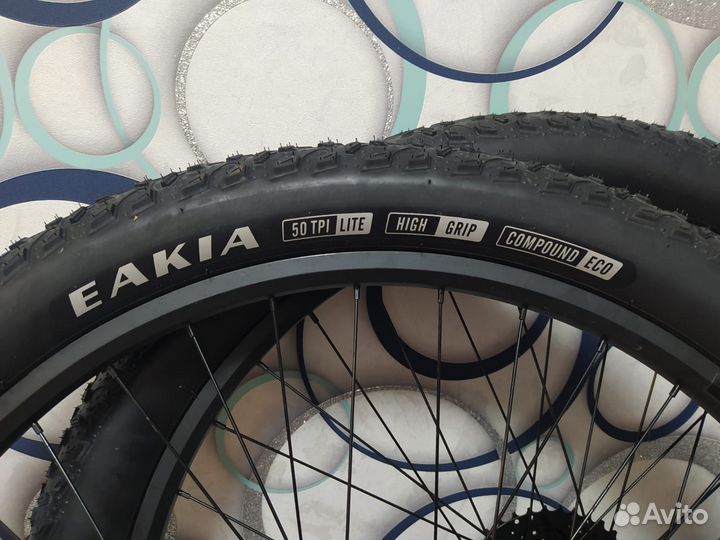 EAKIA 50 TPI LITE HIGH GRIP COMPOUND ECO
Avito